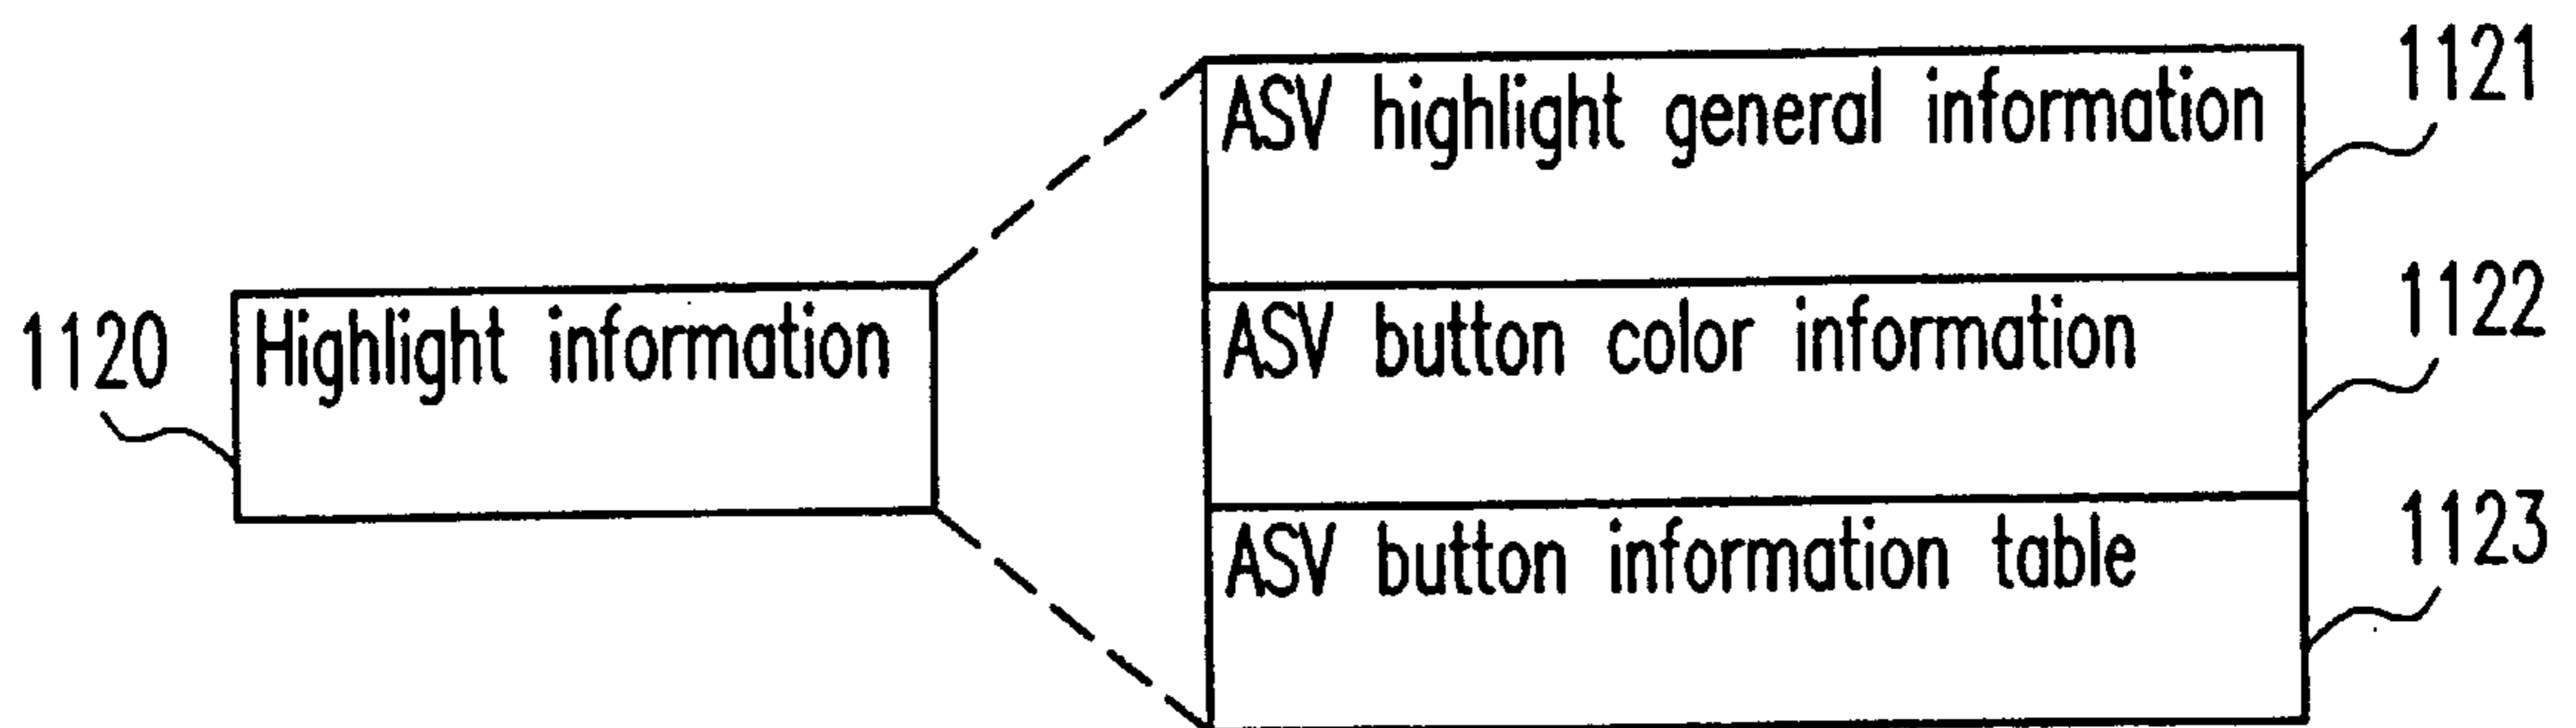 1120
Highlight information
ASV highlight general information
1121
ASV button color information
1122
ASV button information table
1123